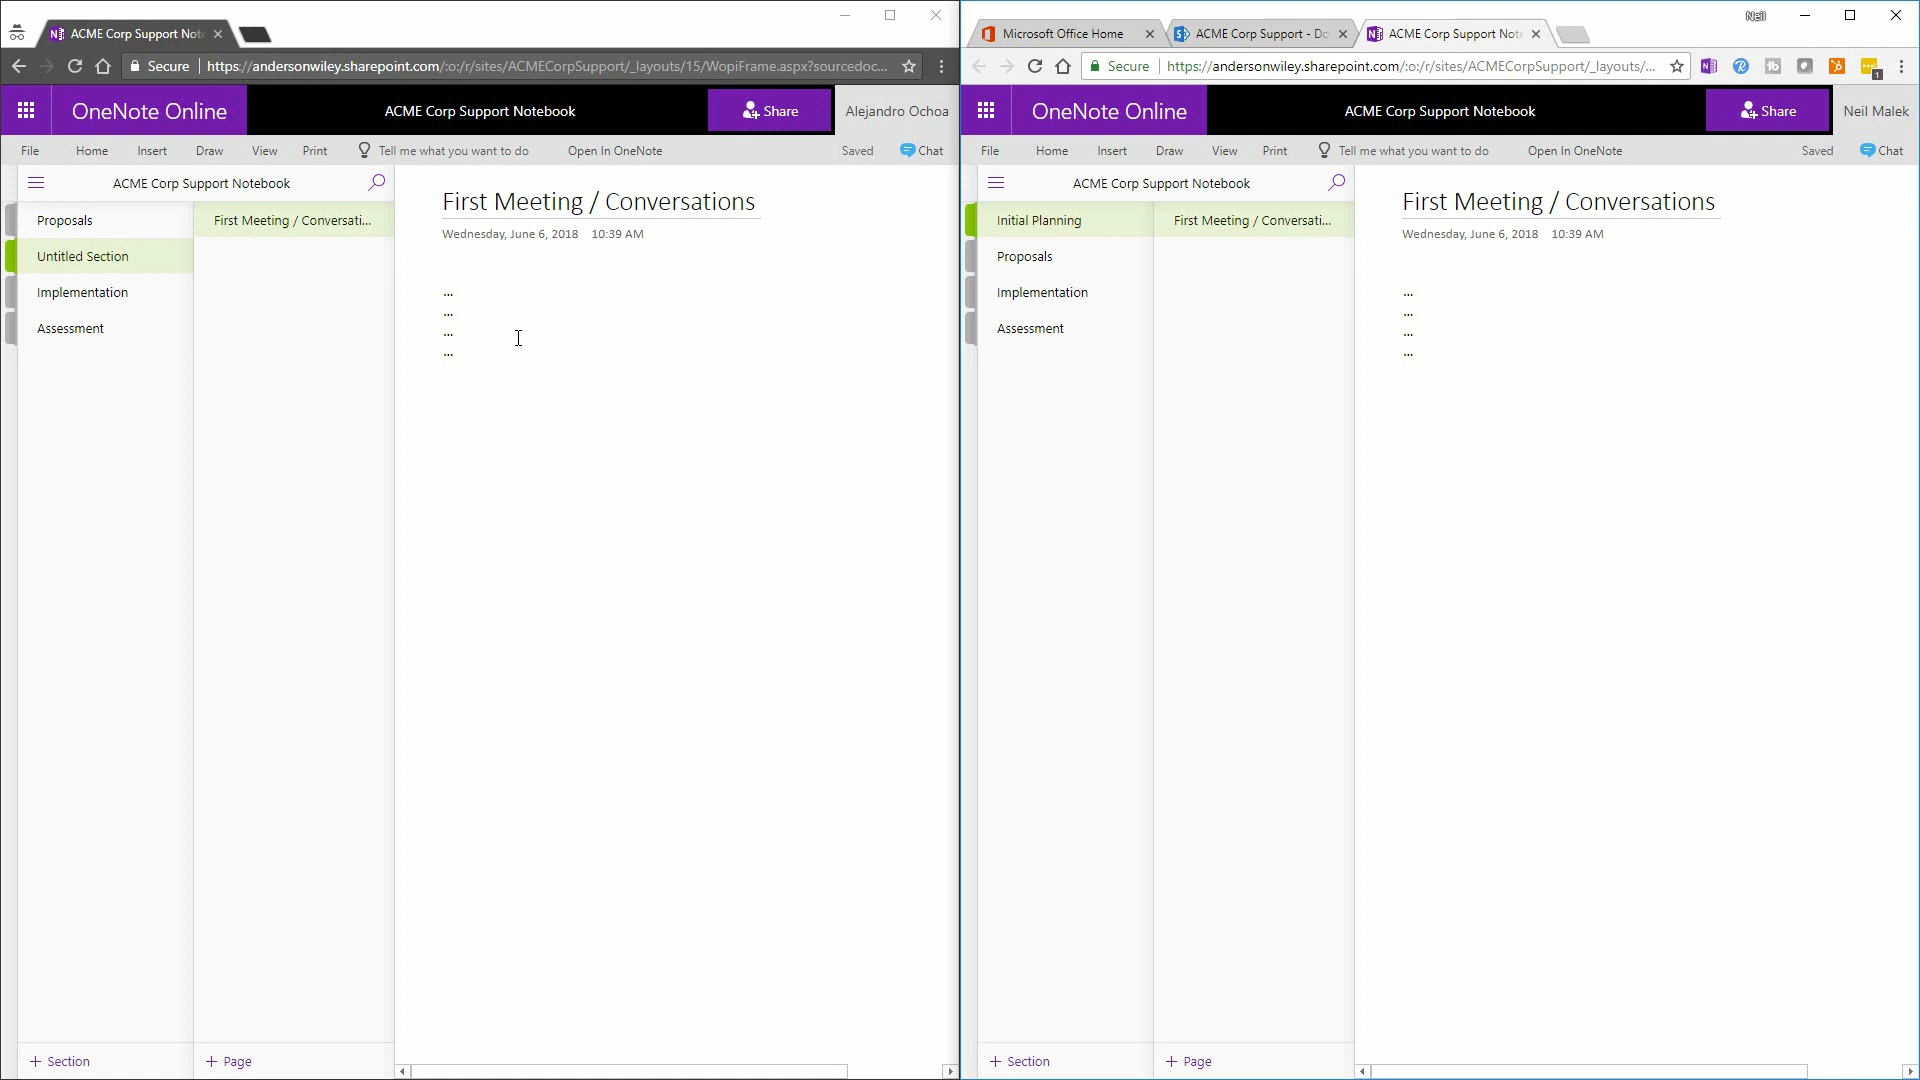 ACME Corp Support Note
Secure https://andersonwiley.sharepoint.com/:o:/r/sites/ACMECorpSupport/_layouts/15/WopiFrame.aspx?sourcedoc...
OneNote Online
ACME Corp Support Notebook
Share
Alejandro Ochoa
File Home Insert Draw View Print Tell me what you want to do Open In OneNote Saved Chat
ACME Corp Support Notebook
Proposals
Untitled Section
Implementation
Assessment
First Meeting / Conversati...
First Meeting / Conversations
Wednesday, June 6, 2018 10:39 AM
...
...
...
...
+ Section
+ Page
Neil
Microsoft Office Home
ACME Corp Support - Do
ACME Corp Support Note
Secure https://andersonwiley.sharepoint.com/:o:/r/sites/ACMECorpSupport/_layouts/...
1
OneNote Online
ACME Corp Support Notebook
Share
Neil Malek
File Home Insert Draw View Print Tell me what you want to do Open In OneNote Saved Chat
ACME Corp Support Notebook
Initial Planning
Proposals
Implementation
Assessment
First Meeting / Conversati...
First Meeting / Conversations
Wednesday, June 6, 2018 10:39 AM
...
...
...
...
+ Section
+ Page